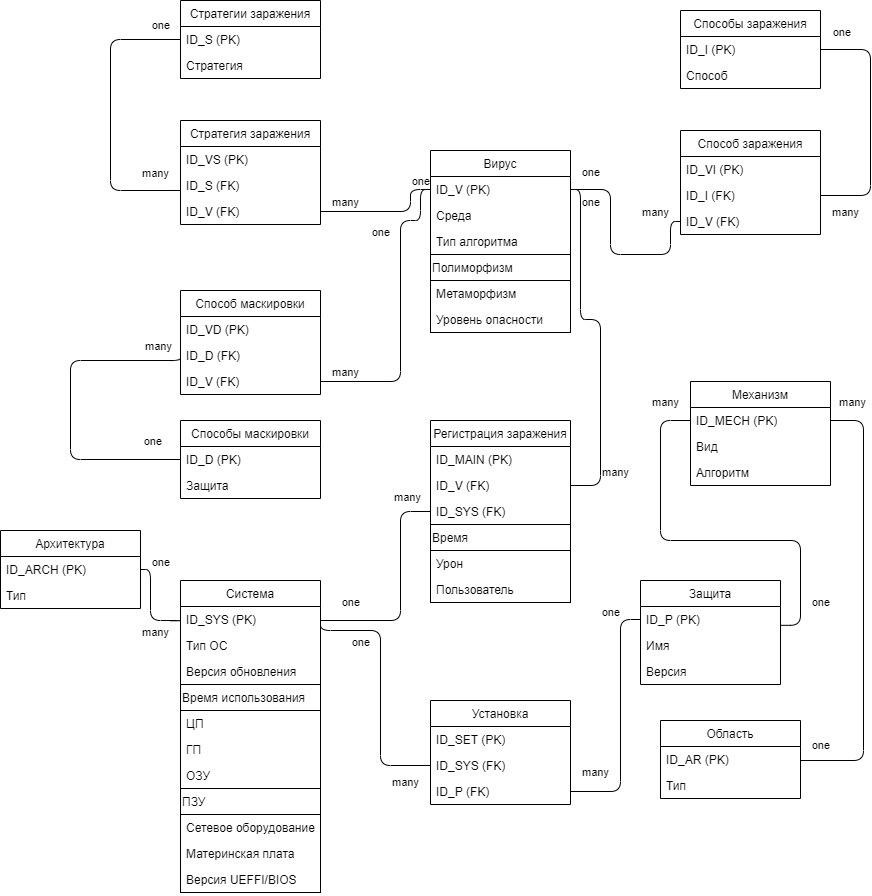 Стратегии заражения
ID_S (PK)
Стратегия
one
many
Стратегия заражения
ID_VS (PK)
ID_S (FK)
ID_V (FK)
many
one
one
Вирус
ID_V (PK)
Среда
Тип алгоритма
Полиморфизм
Метаморфизм
Уровень опасности
one
one
Способы заражения
ID_I (PK)
Способ
one
many
Способ заражения
ID_VI (PK)
ID_I (FK)
ID_V (FK)
many
Способ маскировки
ID_VD (PK)
ID_D (FK)
ID_V (FK)
many
many
one
Способы маскировки
ID_D (PK)
Защита
Регистрация заражения
ID_MAIN (PK)
ID_V (FK)
ID_SYS (FK)
Время
Урон
Пользователь
many
many
Механизм
ID_MECH (PK)
Вид
Алгоритм
many
many
Архитектура
ID_ARCH (PK)
Тип
one
many
Система
ID_SYS (PK)
Тип ОС
Версия обновления
Время использования
ЦП
ГП
ОЗУ
ПЗУ
Сетевое оборудование
Материнская плата
Версия UEFFI/BIOS
one
one
Установка
ID_SET (PK)
ID_SYS (FK)
ID_P (FK)
many
many
Защита
ID_P (PK)
Имя
Версия
one
one
Область
ID_AR (PK)
Тип
one